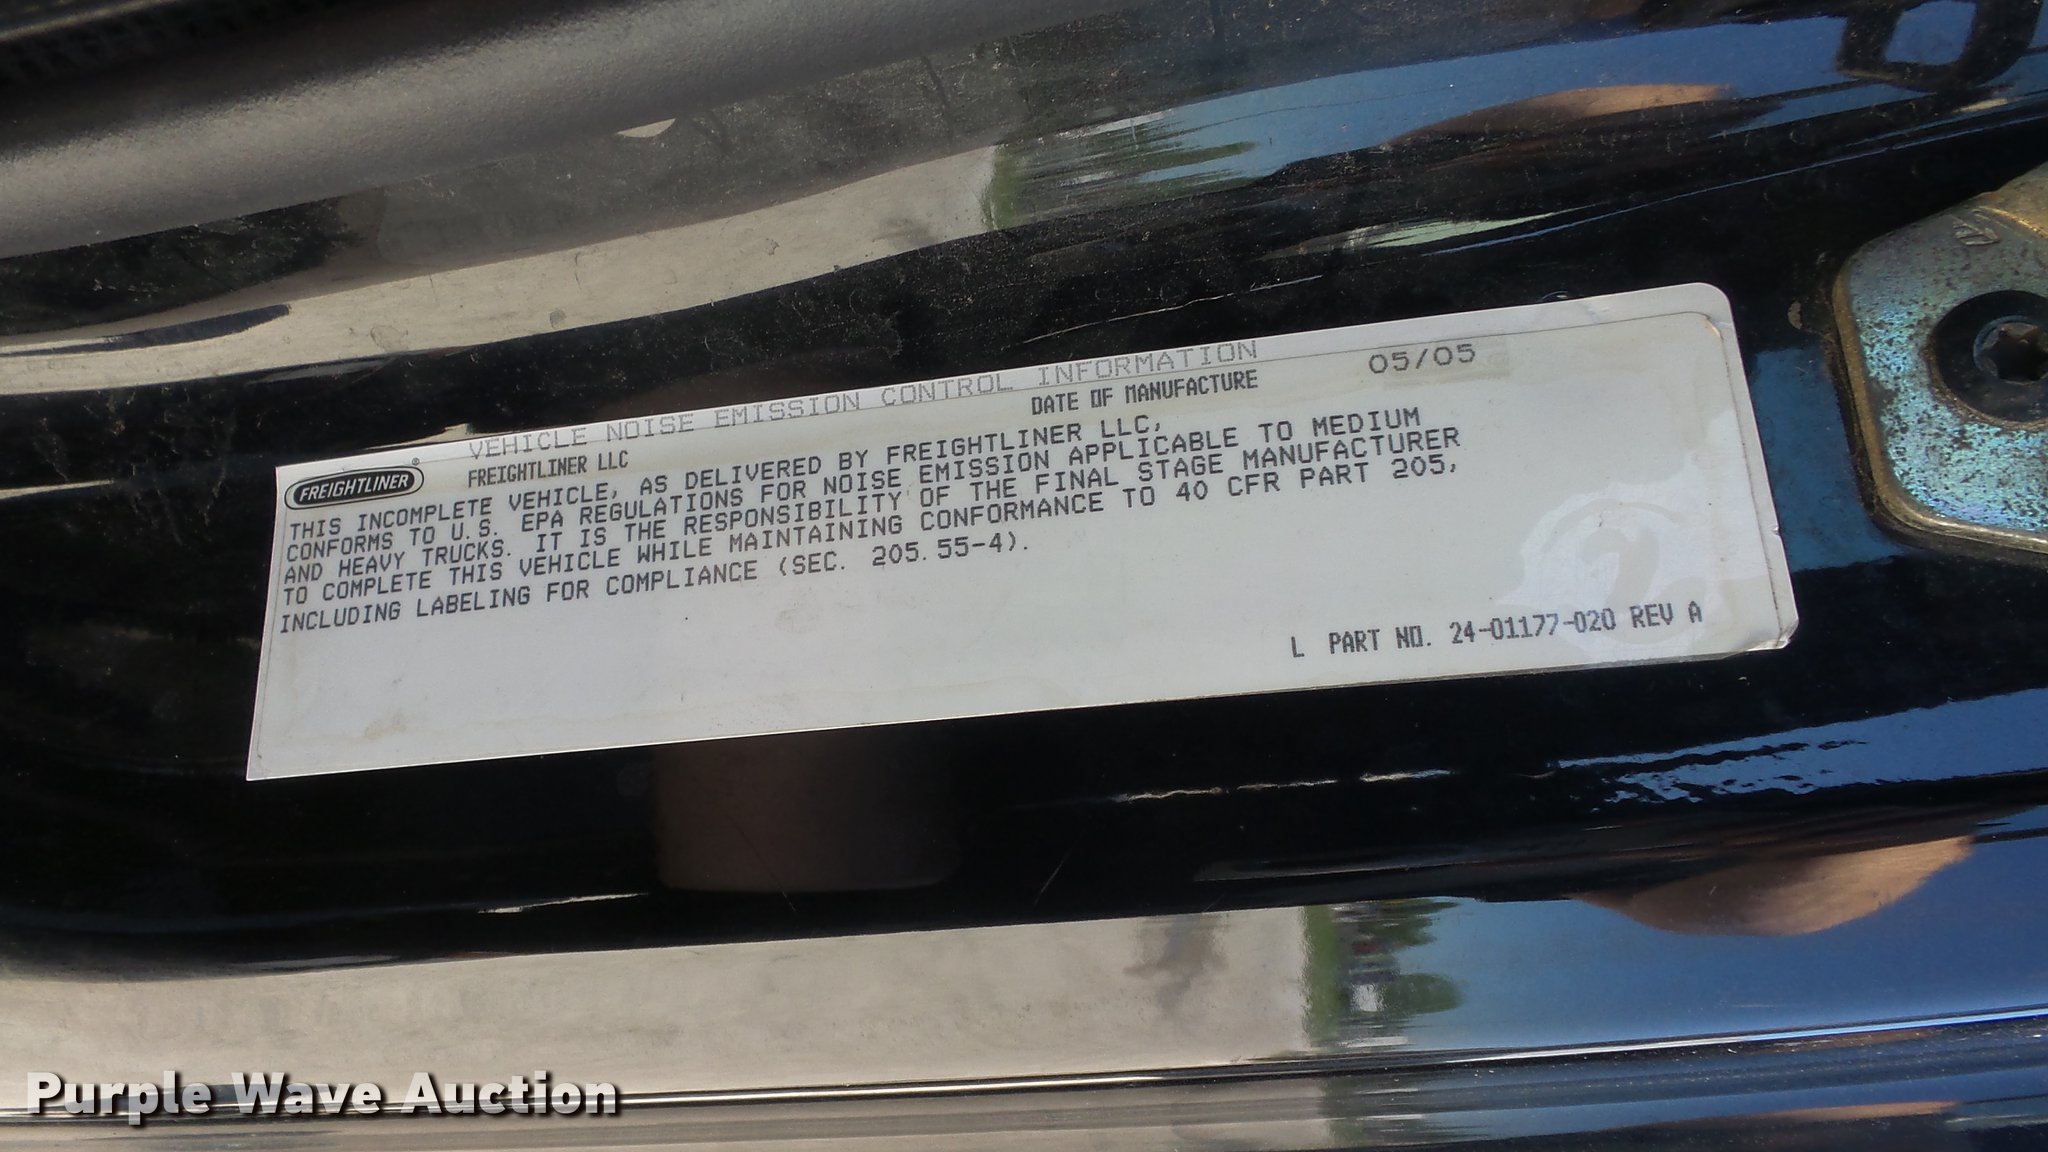 VEHICLE NOISE EMISSION CONTROL INFORMATION
FREIGHTLINER® FREIGHTLINER LLC DATE OF MANUFACTURE 05/05
THIS INCOMPLETE VEHICLE, AS DELIVERED BY FREIGHTLINER LLC,
CONFORMS TO U.S. EPA REGULATIONS FOR NOISE EMISSION APPLICABLE TO MEDIUM
AND HEAVY TRUCKS. IT IS THE RESPONSIBILITY OF THE FINAL STAGE MANUFACTURER
TO COMPLETE THIS VEHICLE WHILE MAINTAINING CONFORMANCE TO 40 CFR PART 205,
INCLUDING LABELING FOR COMPLIANCE (SEC. 205.55-4).
L PART NO. 24-01177-020 REV A
Purple Wave Auction